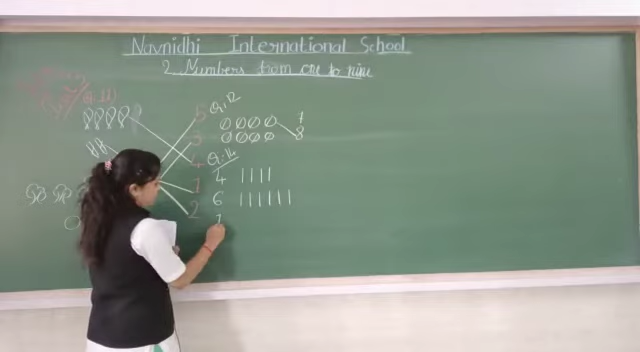 Navnidhi International School
2. Numbers from one to nine
5 Q:12
7
3 8
4 Q:14
1 4 ||||
6 ||||||
2 1